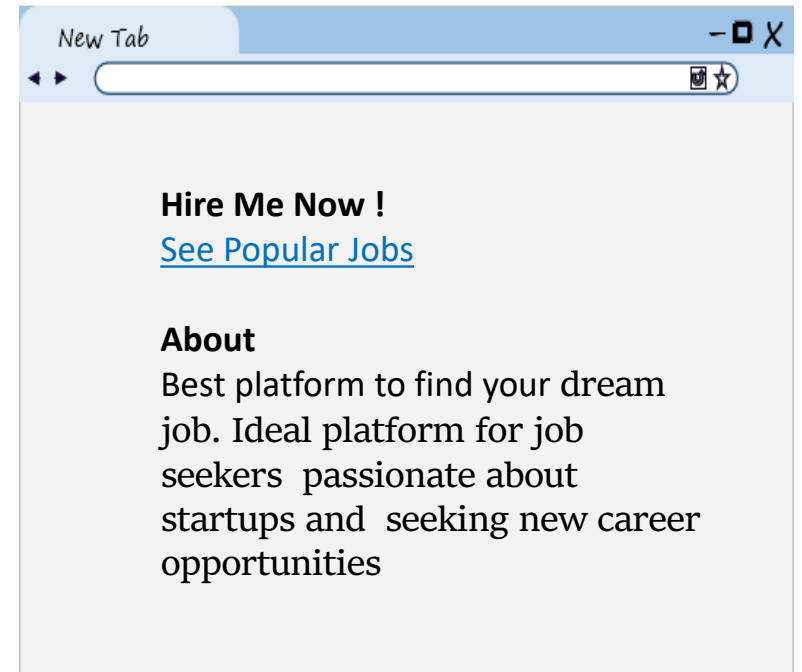 New Tab
Hire Me Now !
See Popular Jobs
About
Best platform to find your dream
job. Ideal platform for job
seekers  passionate about
startups and  seeking new career
opportunities